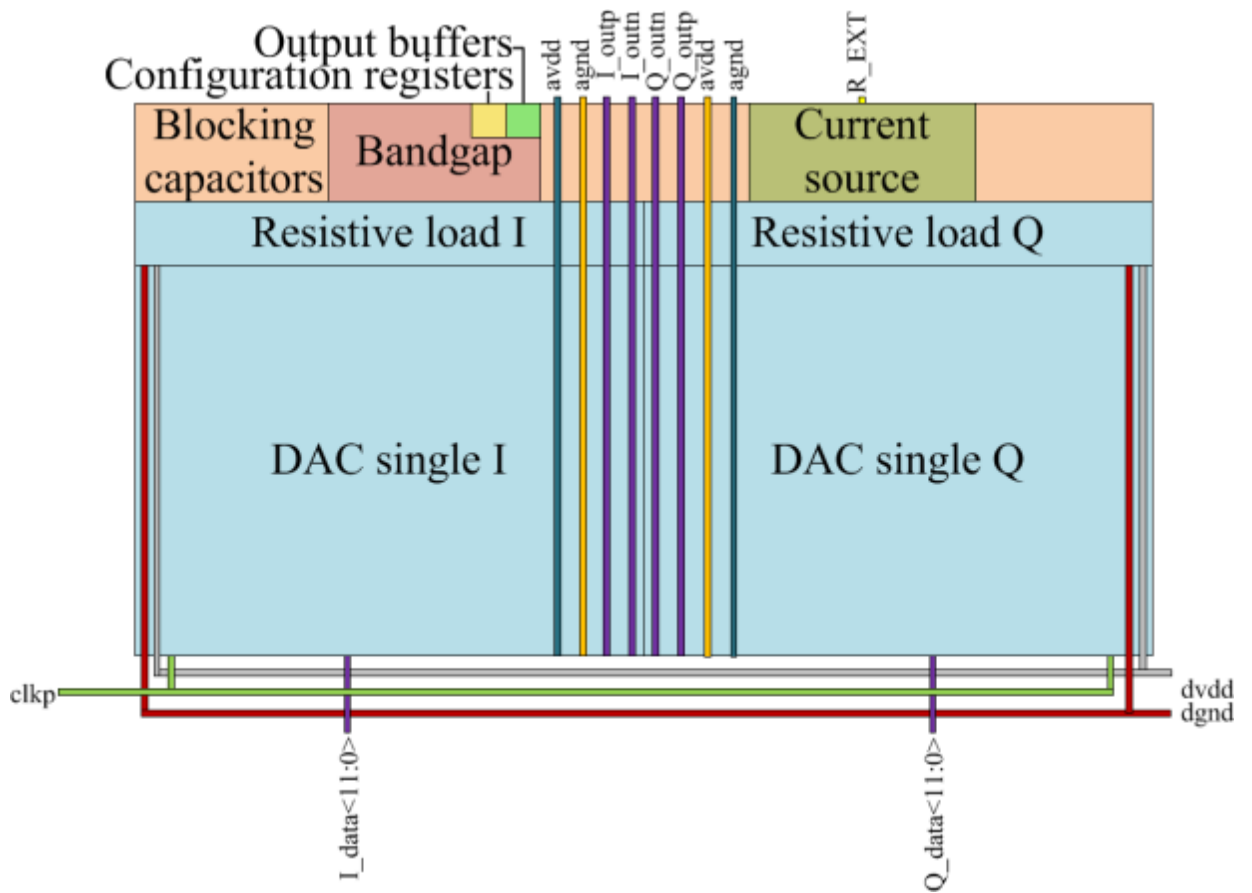 Output buffers
Configuration registers
avdd
agnd
I_outp
I_outn
Q_outn
Q_outp
avdd
agnd
R_EXT
Blocking
capacitors
Bandgap
Current
source
Resistive load I
Resistive load Q
DAC single I
DAC single Q
clkp
dvdd
dgnd
I_data<11:0>
Q_data<11:0>